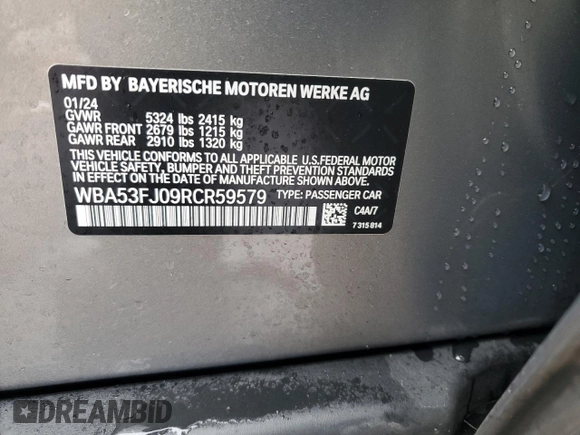 MFD BY BAYERISCHE MOTOREN WERKE AG
01/24
GVWR 5324 lbs 2415 kg
GAWR FRONT 2679 lbs 1215 kg
GAWR REAR 2910 lbs 1320 kg
THIS VEHICLE CONFORMS TO ALL APPLICABLE U.S.FEDERAL MOTOR
VEHICLE SAFETY, BUMPER AND THEFT PREVENTION STANDARDS
IN EFFECT ON THE DATE OF MANUFACTURE SHOWN ABOVE.
WBA53FJ09RCR59579 TYPE: PASSENGER CAR
C4A/7
7 315 814
DREAMBID